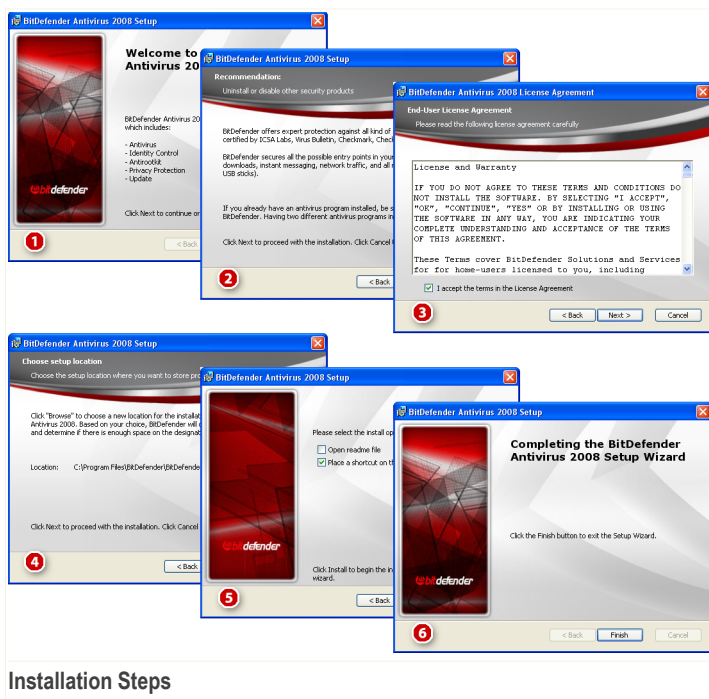 BitDefender Antivirus 2008 Setup
Welcome to
Antivirus 20
BitDefender Antivirus 20
which includes:
- Antivirus
- Identity Control
- Antirootkit
- Privacy Protection
- Update
bitdefender
Click Next to continue or
< Back
1
BitDefender Antivirus 2008 Setup
Recommendation:
Uninstall or disable other security products
BitDefender offers expert protection against all kind of
certified by ICSA Labs, Virus Bulletin, Checkmark,
BitDefender secures all the possible entry points in your
downloads, instant messaging, network traffic, and all
USB sticks).
If you already have an antivirus program installed, be
BitDefender. Having two different antivirus programs
Click Next to proceed with the installation. Click Cancel
< Back
2
BitDefender Antivirus 2008 License Agreement
End-User License Agreement
Please read the following license agreement carefully
License and Warranty
IF YOU DO NOT AGREE TO THESE TERMS AND CONDITIONS DO
NOT INSTALL THE SOFTWARE. BY SELECTING "I ACCEPT",
"OK", "CONTINUE", "YES" OR BY INSTALLING OR USING
THE SOFTWARE IN ANY WAY, YOU ARE INDICATING YOUR
COMPLETE UNDERSTANDING AND ACCEPTANCE OF THE TERMS
OF THIS AGREEMENT.
These Terms cover BitDefender Solutions and Services
for for home-users licensed to you, including
I accept the terms in the License Agreement
< Back Next > Cancel
3
BitDefender Antivirus 2008 Setup
Choose setup location
Choose the setup location where you want to store
Click "Browse" to choose a new location for the
Antivirus 2008. Based on your choice, BitDefender will
and determine if there is enough space on the
Location: C:\Program Files\BitDefender\BitDefende
Click Next to proceed with the installation. Click Cancel
< Back
4
BitDefender Antivirus 2008 Setup
Please select the install
Open readme file
Place a shortcut on
bitdefender
Click Install to begin the
wizard.
< Back
5
BitDefender Antivirus 2008 Setup
Completing the BitDefender
Antivirus 2008 Setup Wizard
Click the Finish button to exit the Setup Wizard.
bitdefender
< Back Finish Cancel
6
Installation Steps